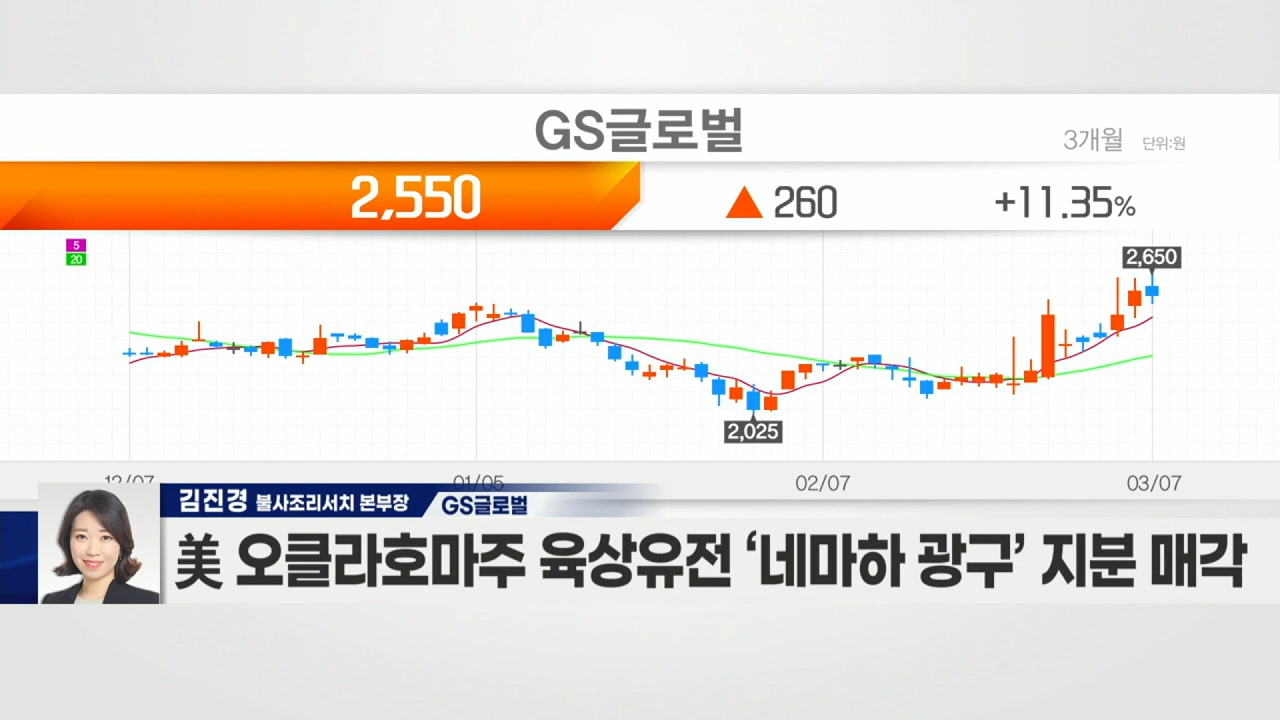 GS글로벌
3개월 단위:원
2,550 ▲ 260 +11.35%
5
20
2,650
2,025
12/07 01/05 02/07 03/07
김진경 불사조리서치 본부장 GS글로벌
美 오클라호마주 육상유전 ‘네마하 광구’ 지분 매각